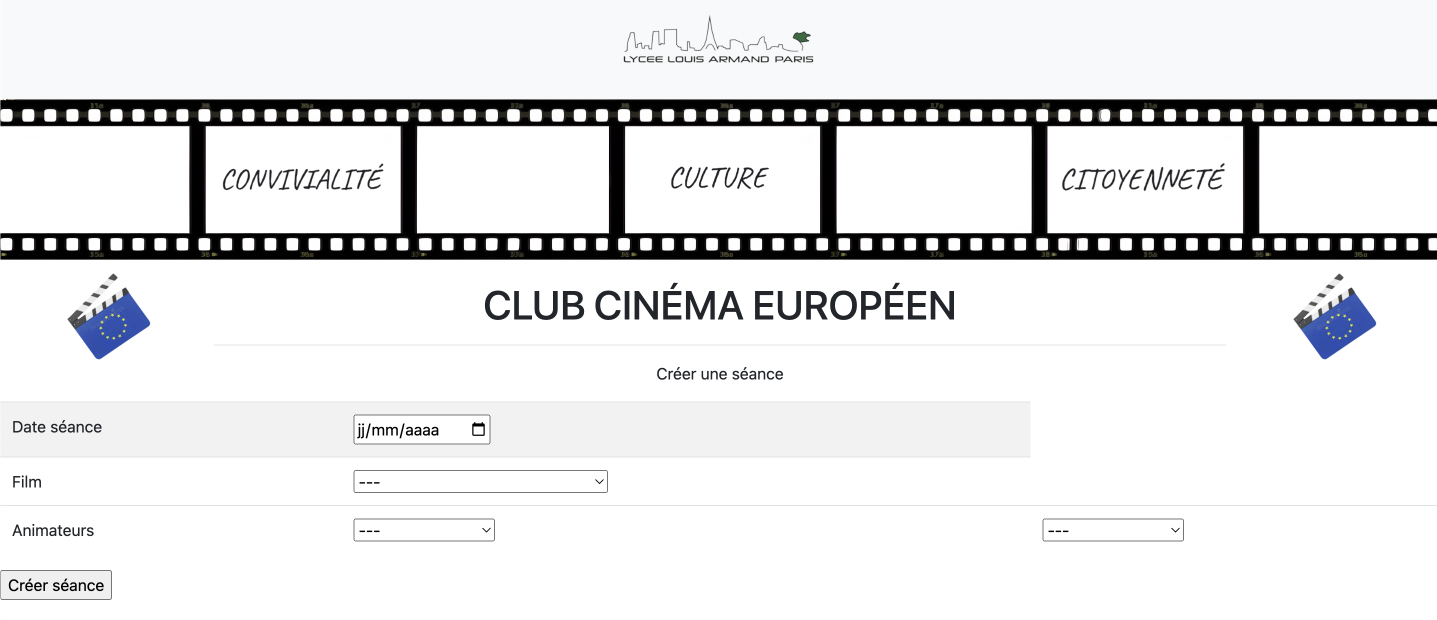 LYCEE LOUIS ARMAND PARIS
CONVIVIALITÉ CULTURE CITOYENNETÉ
CLUB CINÉMA EUROPÉEN
Créer une séance
Date séance jj/mm/aaaa
Film ---
Animateurs --- ---
Créer séance